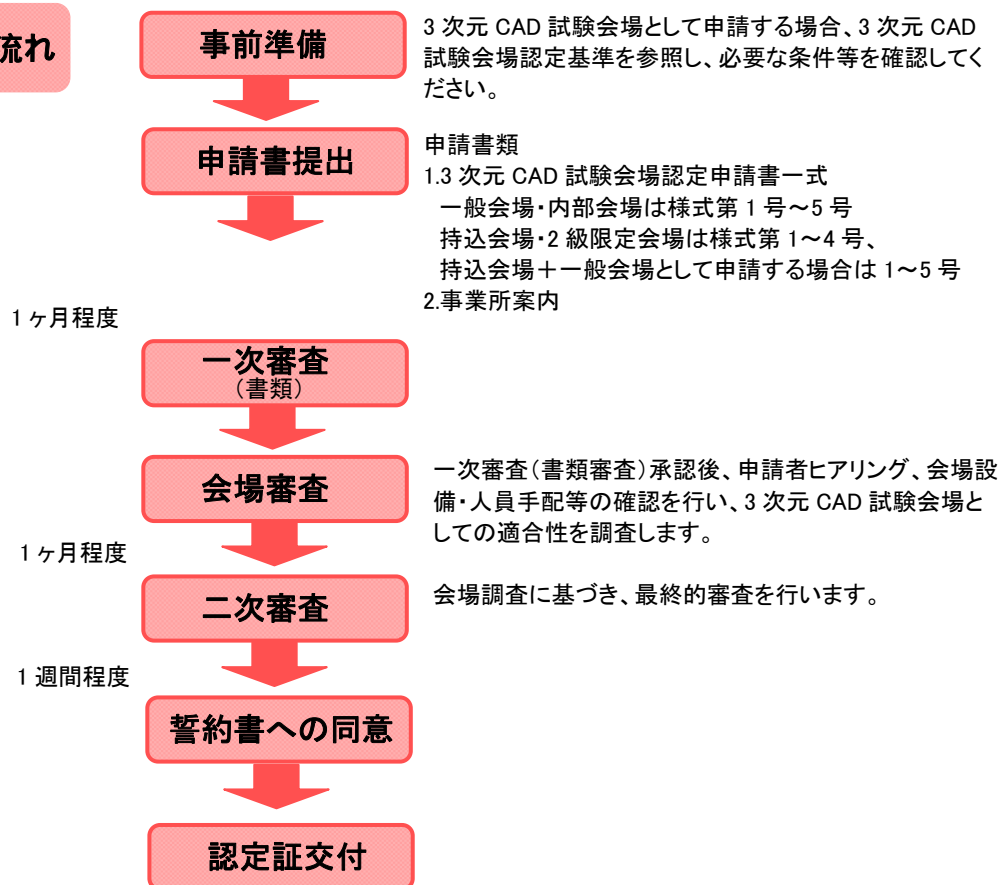 流れ
事前準備
3 次元 CAD 試験会場として申請する場合、3 次元 CAD
試験会場認定基準を参照し、必要な条件等を確認してく
ださい。
申請書提出
申請書類
1.3 次元 CAD 試験会場認定申請書一式
一般会場・内部会場は様式第 1 号～5 号
持込会場・2 級限定会場は様式第 1～4 号、
持込会場＋一般会場として申請する場合は 1～5 号
2.事業所案内
1 ヶ月程度
一次審査
（書類）
会場審査
一次審査（書類審査）承認後、申請者ヒアリング、会場設
備・人員手配等の確認を行い、3 次元 CAD 試験会場と
しての適合性を調査します。
1 ヶ月程度
二次審査
会場調査に基づき、最終的審査を行います。
1 週間程度
誓約書への同意
認定証交付